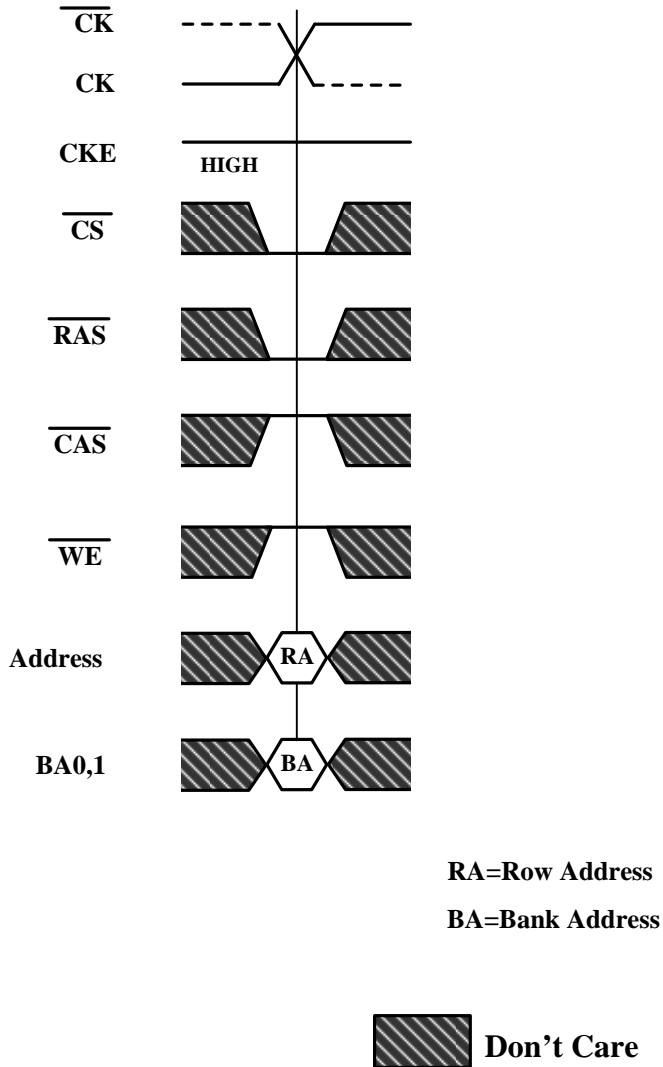 CK
CK
CKE
HIGH
CS
RAS
CAS
WE
Address
RA
BA0,1
BA
RA=Row Address
BA=Bank Address
Don't Care